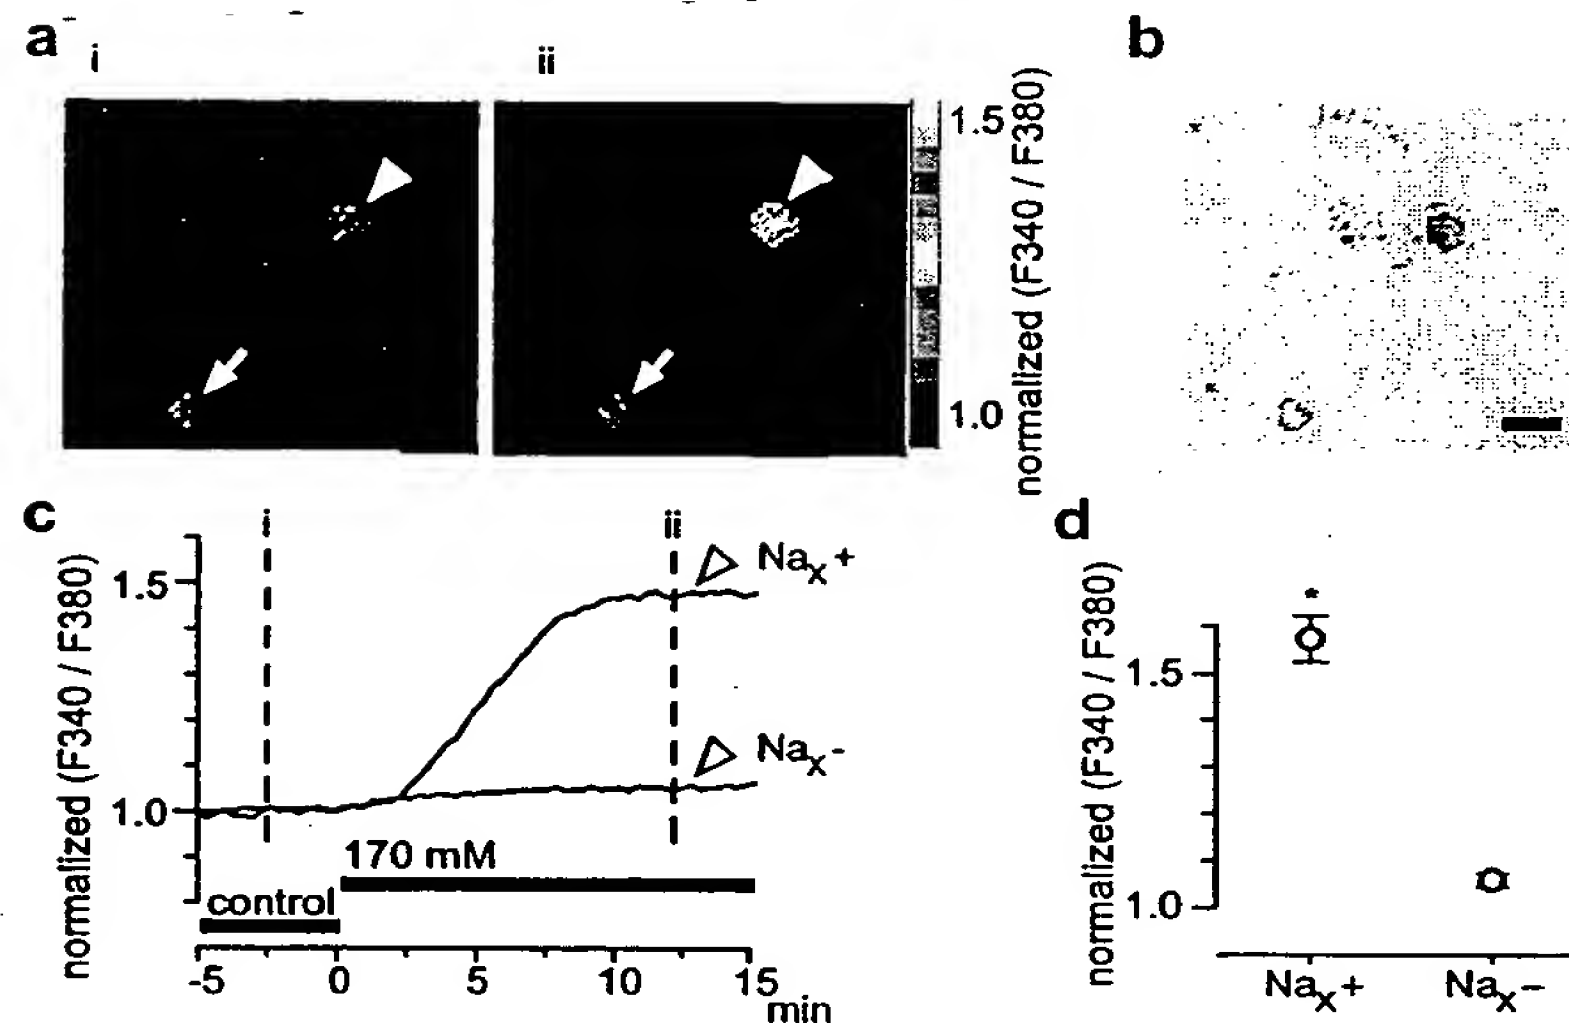 a
i
ii
1.5
1.0
normalized (F340 / F380)
b
c
i
ii
Nax+
Nax-
1.5
1.0
normalized (F340 / F380)
170 mM
control
-5 0 5 10 15
min
d
*
1.5
1.0
normalized (F340 / F380)
Nax+ Nax-